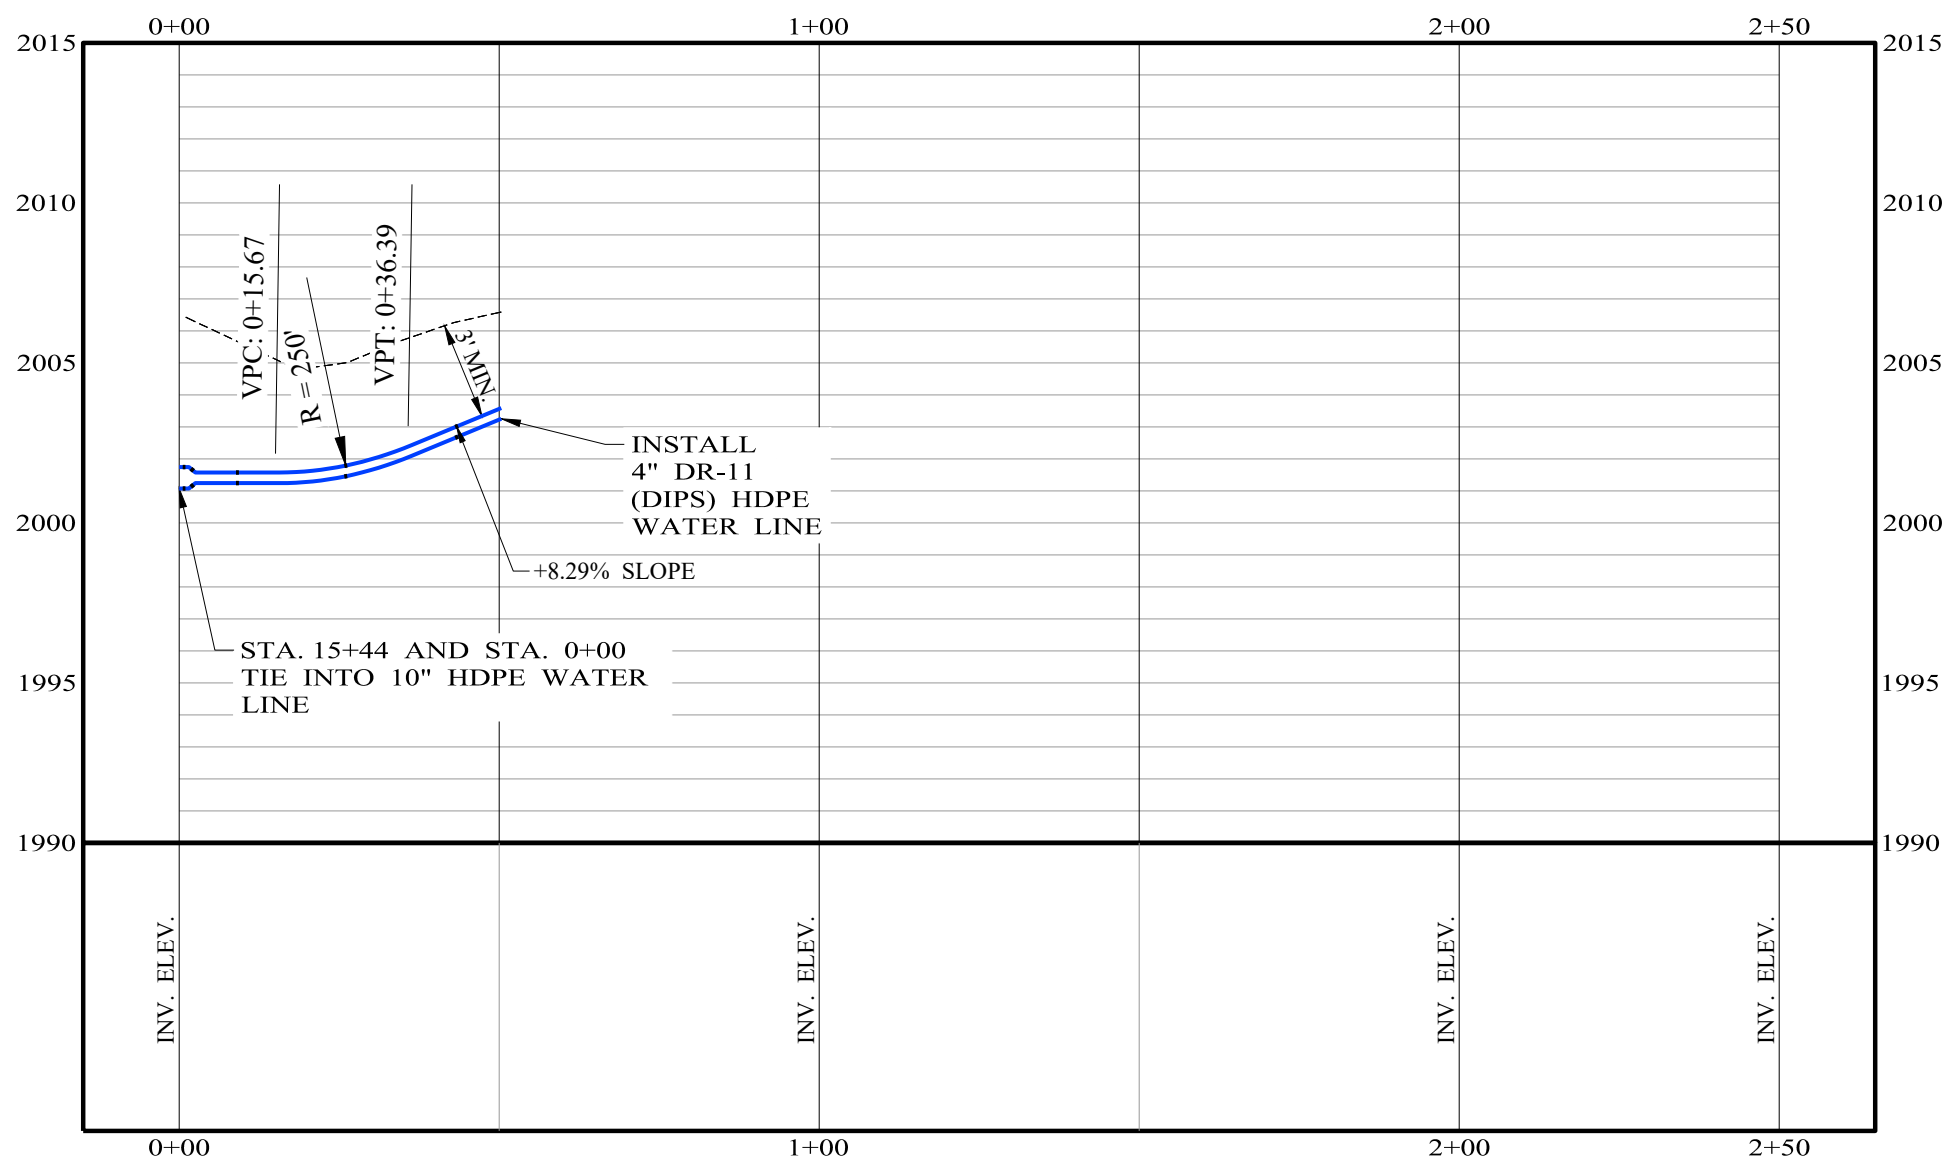 0+00 1+00 2+00 2+50
2015 2015
2010 2010
VPC: 0+15.67
R = 250'
VPT: 0+36.39
3' MIN.
2005 2005
INSTALL
4" DR-11
(DIPS) HDPE
WATER LINE
2000 2000
+8.29% SLOPE
STA. 15+44 AND STA. 0+00
TIE INTO 10" HDPE WATER
LINE
1995 1995
1990 1990
INV. ELEV.
INV. ELEV.
INV. ELEV.
INV. ELEV.
0+00 1+00 2+00 2+50